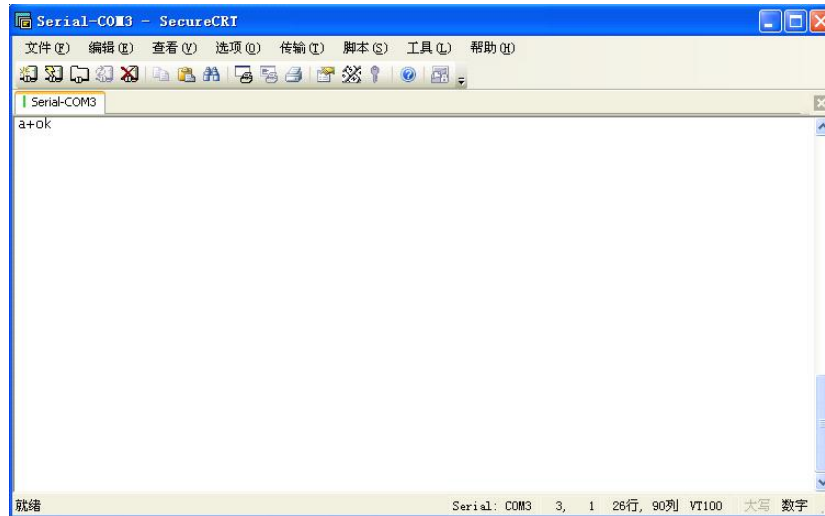 Serial-COM3 - SecureCRT
文件(F) 编辑(E) 查看(V) 选项(O) 传输(T) 脚本(S) 工具(L) 帮助(H)
Serial-COM3
a+ok
就绪 Serial: COM3 3, 1 26行, 90列 VT100 大写 数字